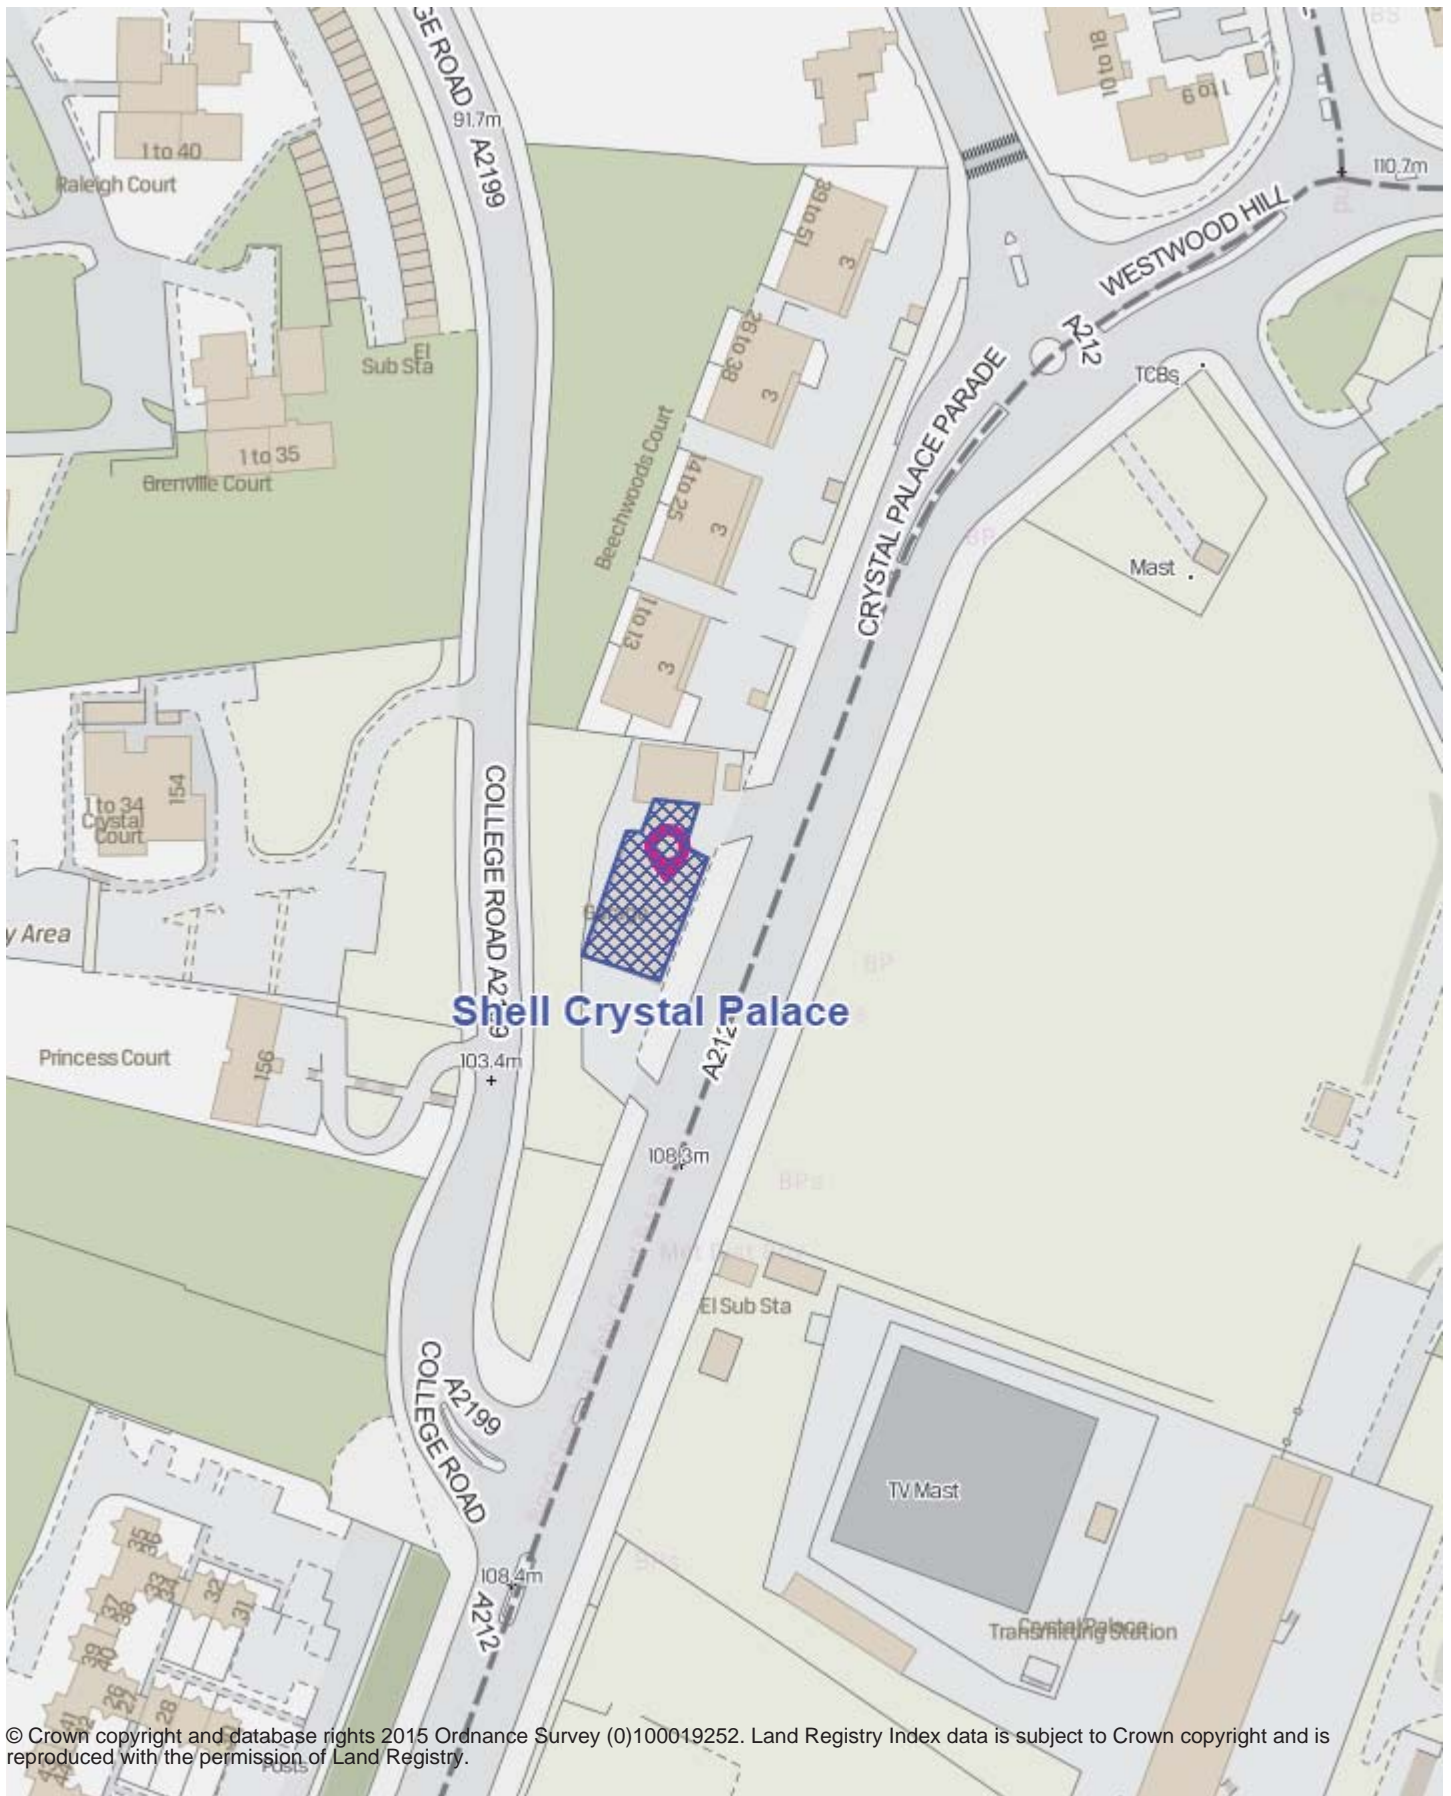 GE ROAD
91.7m
A2199
1 to 40
Raleigh Court
10 to 18
1 to 9
110.7m
WESTWOOD HILL
39 to 51
3
El
Sub Sta
26 to 38
3
A212
TCBs
CRYSTAL PALACE PARADE
1 to 35
Grenville Court
Beechwoods Court
14 to 25
3
BP
Mast
1 to 13
3
154
1 to 34
Crystal
Court
COLLEGE ROAD A2199
y Area
BP
Shell Crystal Palace
Princess Court
156
103.4m
A212
108.3m
BPs
El Sub Sta
A2199
COLLEGE ROAD
TV Mast
35
36
33
34
32
31
37
38
39
40
108.4m
A212
Crystal Palace
Transmitting Station
26
27
28
41
© Crown copyright and database rights 2015 Ordnance Survey (0)100019252. Land Registry Index data is subject to Crown copyright and is
reproduced with the permission of Land Registry.
Posts